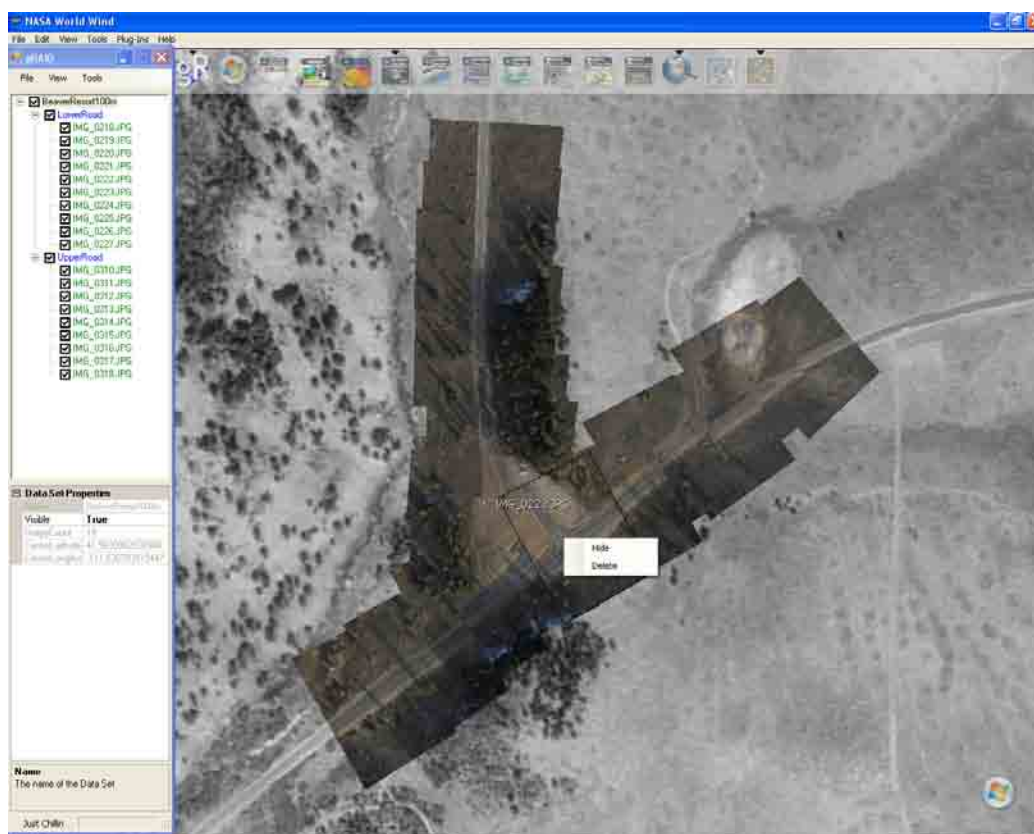 NASA World Wind
File Edit View Tools Plug-Ins Help
gR
File View Tools
BeaverResort100m
LowerRoad
IMG_0218.JPG
IMG_0219.JPG
IMG_0220.JPG
IMG_0221.JPG
IMG_0222.JPG
IMG_0223.JPG
IMG_0224.JPG
IMG_0225.JPG
IMG_0226.JPG
IMG_0227.JPG
UpperRoad
IMG_0310.JPG
IMG_0311.JPG
IMG_0312.JPG
IMG_0313.JPG
IMG_0314.JPG
IMG_0315.JPG
IMG_0316.JPG
IMG_0317.JPG
IMG_0318.JPG
Hide
Delete
Data Set Properties
Visible True
Name
The name of the Data Set
Just Chillin